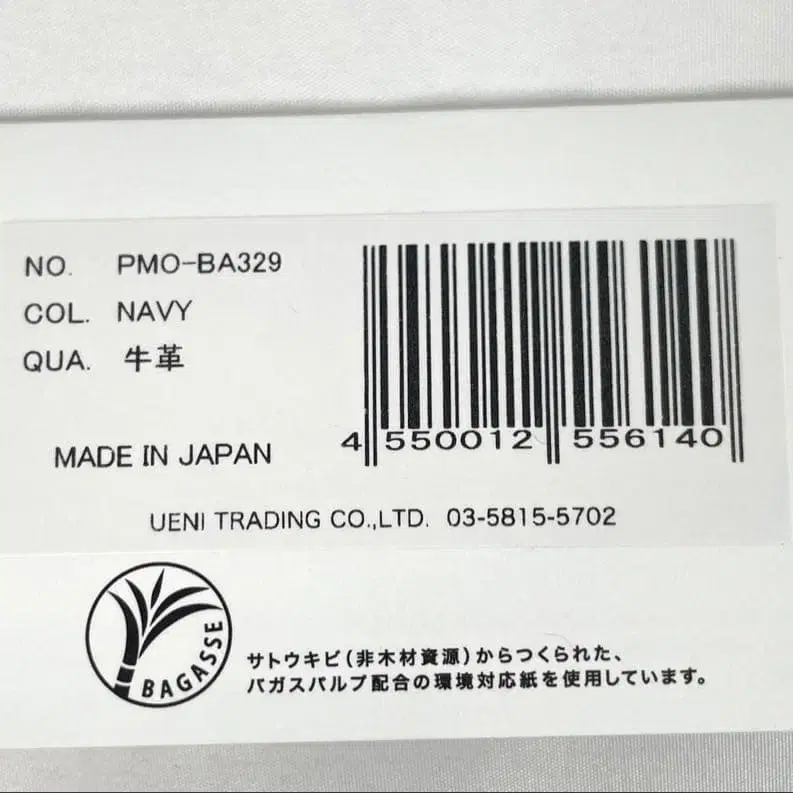 NO. PMO-BA329
COL. NAVY
QUA. 牛革
4 550012 556140
MADE IN JAPAN
UENI TRADING CO.,LTD. 03-5815-5702
BAGASSE
サトウキビ(非木材資源)からつくられた、
バガスパルプ配合の環境対応紙を使用しています。